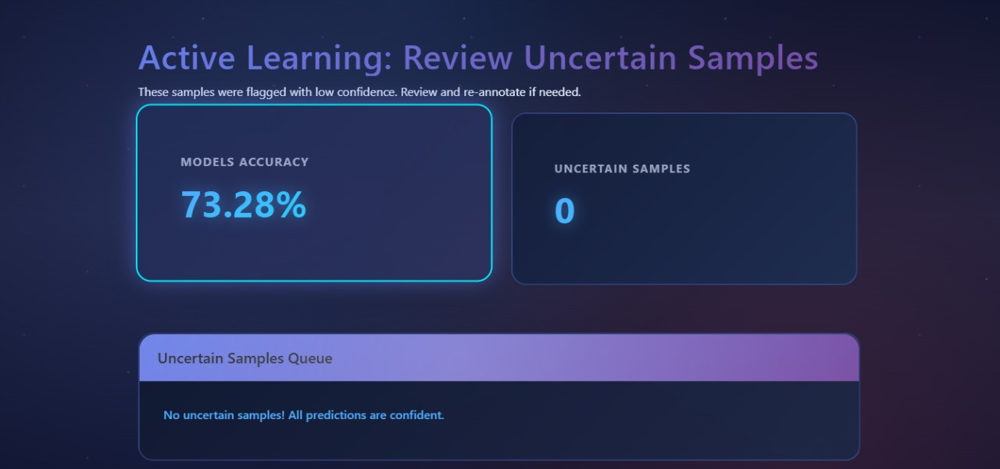 Active Learning: Review Uncertain Samples
These samples were flagged with low confidence. Review and re-annotate if needed.
MODELS ACCURACY
73.28%
UNCERTAIN SAMPLES
0
Uncertain Samples Queue
No uncertain samples! All predictions are confident.